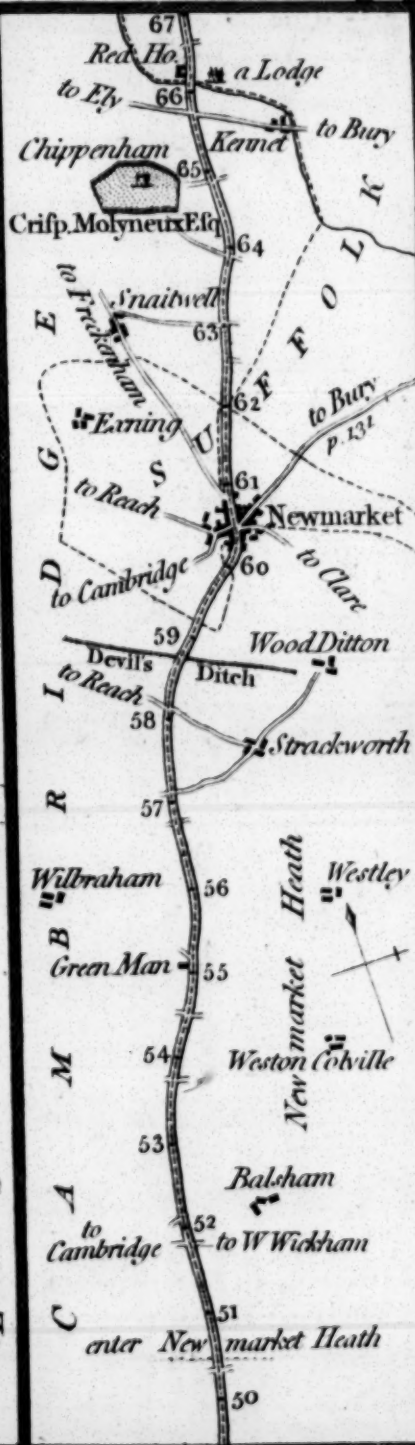 67
Red Ho.
a Lodge
to Ely
66
Kennet
to Bury
Chippenham
65
Crisp. Molyneux Esq
64
to Freckenham
Snaitwell
63
62
Exning
to Bury
p. 131
SUFFOLK
61
to Reach
Newmarket
to Cambridge
60
to Clare
59
Wood Ditton
Devil's Ditch
to Reach
58
Strackworth
57
Wilbraham
56
Westley
Green Man
55
Newmarket Heath
54
Weston Colville
53
Balsham
52
to
Cambridge
to W Wickham
51
enter Newmarket Heath
50
CAMBRIDGE